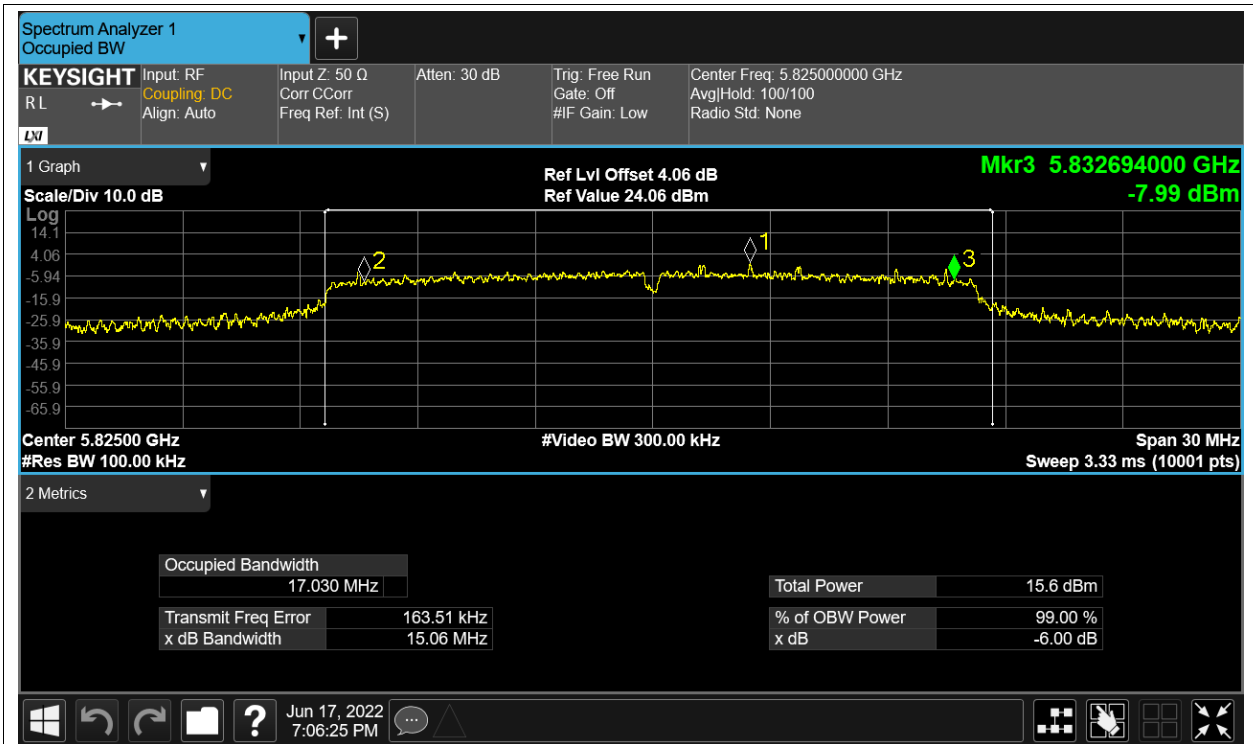 Spectrum Analyzer 1
Occupied BW
KEYSIGHT
RL
LXI
Input: RF
Coupling: DC
Align: Auto
Input Z: 50 Ω
Corr CCorr
Freq Ref: Int (S)
Atten: 30 dB
Trig: Free Run
Gate: Off
#IF Gain: Low
Center Freq: 5.825000000 GHz
Avg|Hold: 100/100
Radio Std: None
1 Graph
Scale/Div 10.0 dB
Ref Lvl Offset 4.06 dB
Ref Value 24.06 dBm
Mkr3 5.832694000 GHz
-7.99 dBm
Log
14.1
4.06
-5.94
-15.9
-25.9
-35.9
-45.9
-55.9
-65.9
2
1
3
Center 5.82500 GHz
#Video BW 300.00 kHz
Span 30 MHz
#Res BW 100.00 kHz
Sweep 3.33 ms (10001 pts)
2 Metrics
Occupied Bandwidth
17.030 MHz
Transmit Freq Error 163.51 kHz
x dB Bandwidth 15.06 MHz
Total Power 15.6 dBm
% of OBW Power 99.00 %
x dB -6.00 dB
?
Jun 17, 2022
7:06:25 PM